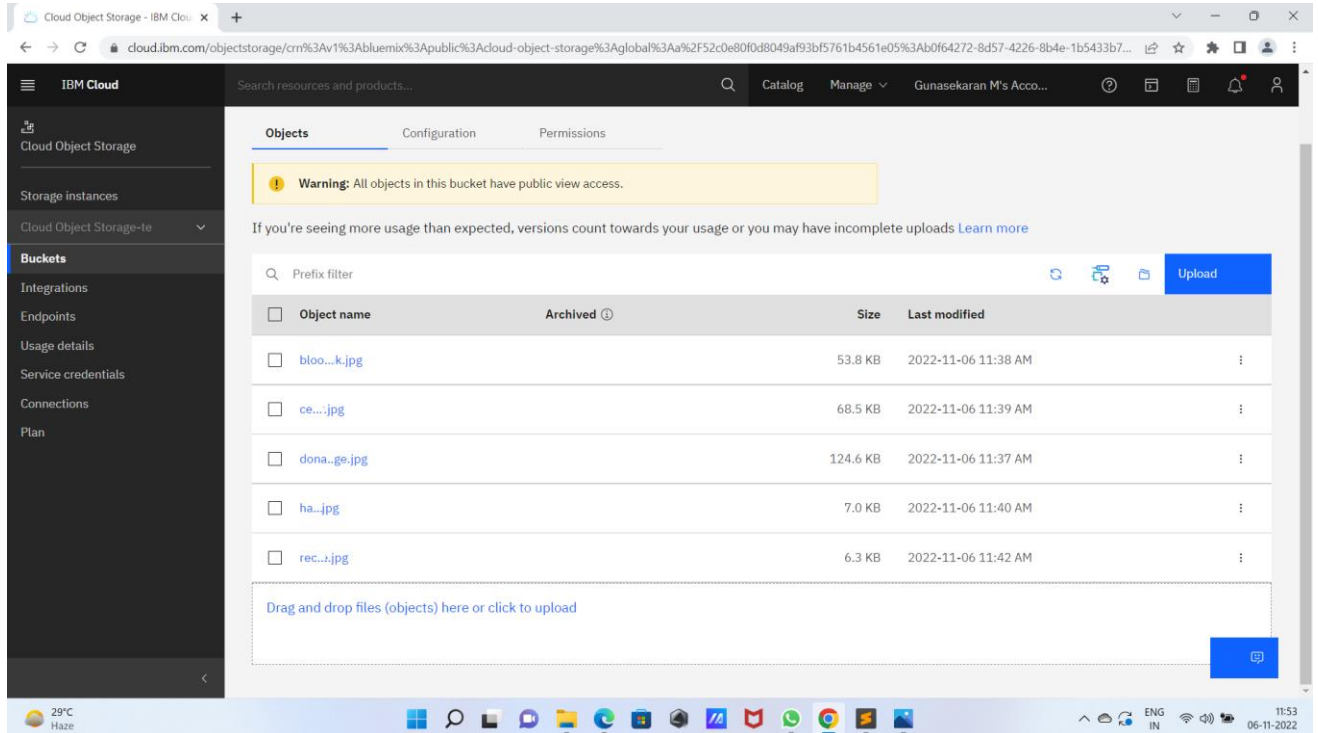 Cloud Object Storage - IBM Clou
cloud.ibm.com/objectstorage/crn%3Av1%3Abluemix%3Apublic%3Acloud-object-storage%3Aglobal%3Aa%2F52c0e80f0d8049af93bf5761b4561e05%3Ab0f64272-8d57-4226-8b4e-1b5433b7...
IBM Cloud
Search resources and products...
Catalog
Manage
Gunasekaran M's Acco...
Cloud Object Storage
Storage instances
Cloud Object Storage-te
Buckets
Integrations
Endpoints
Usage details
Service credentials
Connections
Plan
Objects Configuration Permissions
Warning: All objects in this bucket have public view access.
If you're seeing more usage than expected, versions count towards your usage or you may have incomplete uploads Learn more
Prefix filter
Upload
Object name Archived Size Last modified
bloo...k.jpg 53.8 KB 2022-11-06 11:38 AM
ce...jpg 68.5 KB 2022-11-06 11:39 AM
dona..ge.jpg 124.6 KB 2022-11-06 11:37 AM
ha...jpg 7.0 KB 2022-11-06 11:40 AM
6.3 KB 2022-11-06 11:42 AM
Drag and drop files (objects) here or click to upload
29°C
Haze
ENG
IN
11:53
06-11-2022